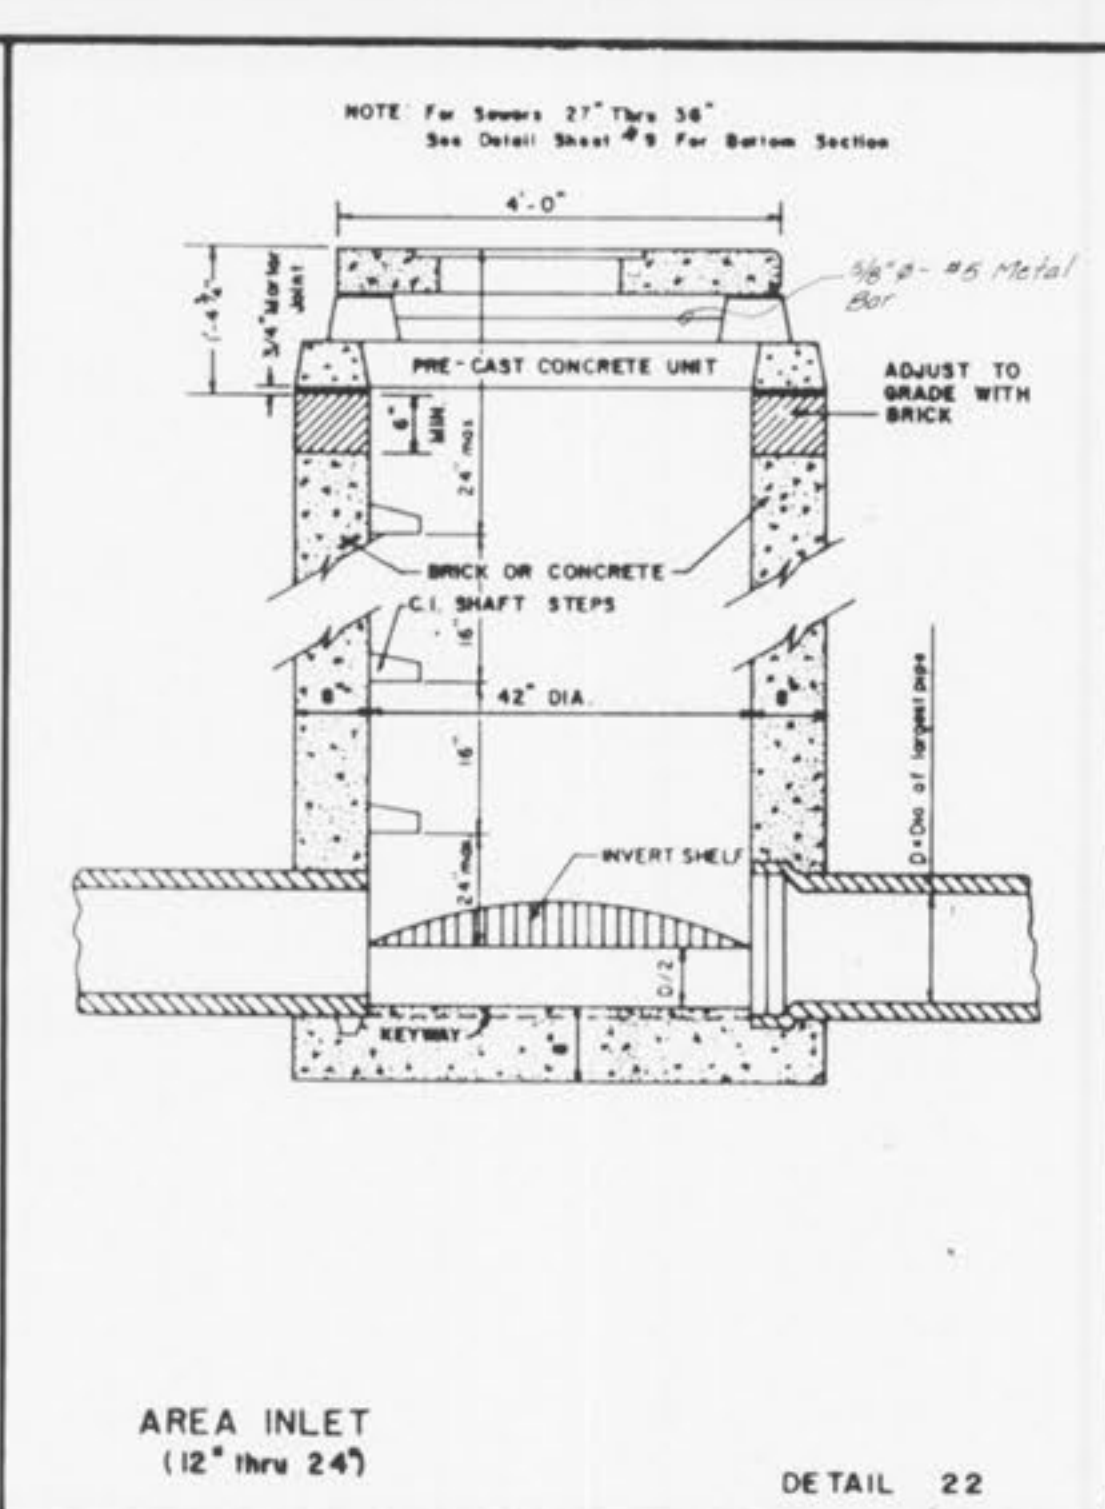 NOTE: For Sewers 27" Thru 36"
See Detail Sheet #9 For Bottom Section
4'-0"
1'-4 3/4"
3/4" Mortar
Joint
5/8" ø - #5 Metal
Bar
PRE-CAST CONCRETE UNIT
ADJUST TO
GRADE WITH
BRICK
6"
MIN.
24" max
BRICK OR CONCRETE
C.I. SHAFT STEPS
16"
8"
42" DIA.
8"
16"
D=Dia of largest pipe
24" max.
INVERT SHELF
D/2
KEYWAY
AREA INLET
(12" thru 24")
DETAIL 22